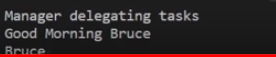 Manager delegating tasks
Good Morning Bruce
Bruce